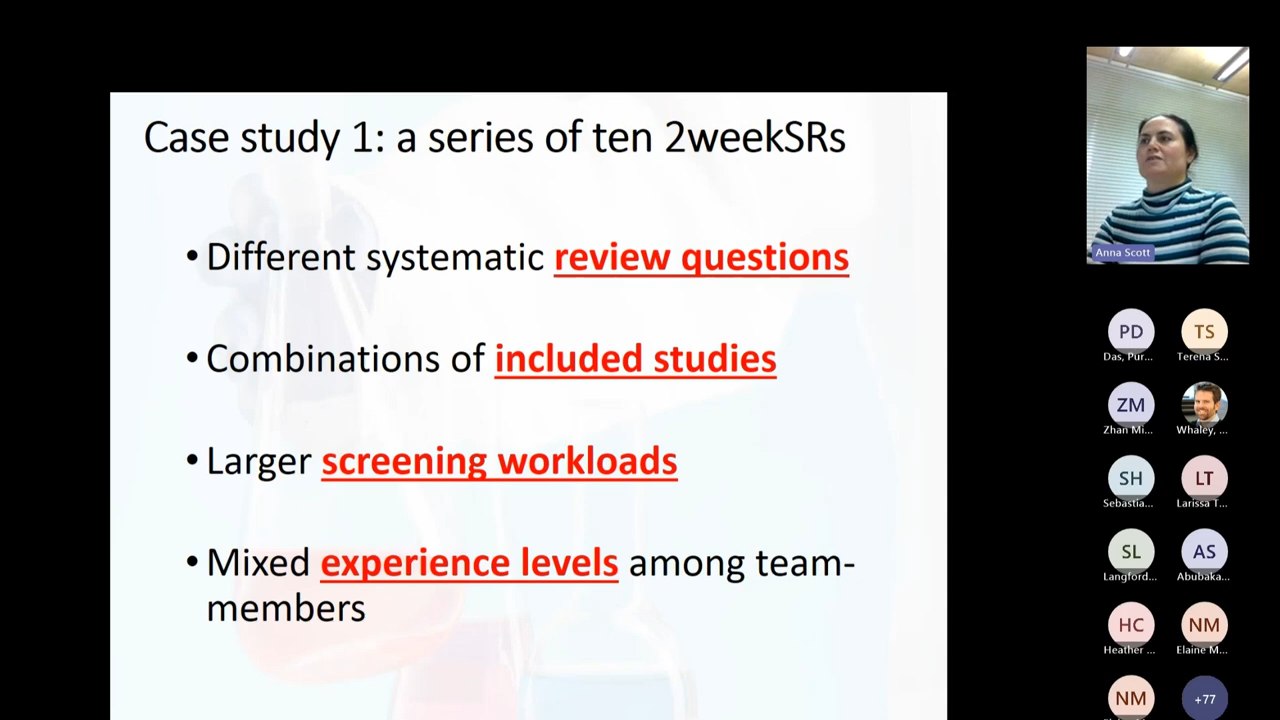 Case study 1: a series of ten 2weekSRs
• Different systematic review questions
• Combinations of included studies
• Larger screening workloads
• Mixed experience levels among team-
members
Anna Scott
PD
Das, Pur...
TS
Terena S...
ZM
Zhan Mi...
Whaley, ...
SH
Sebastia...
LT
Larissa T...
SL
Langford...
AS
Abubaka...
HC
Heather ...
NM
Elaine M...
NM
+77